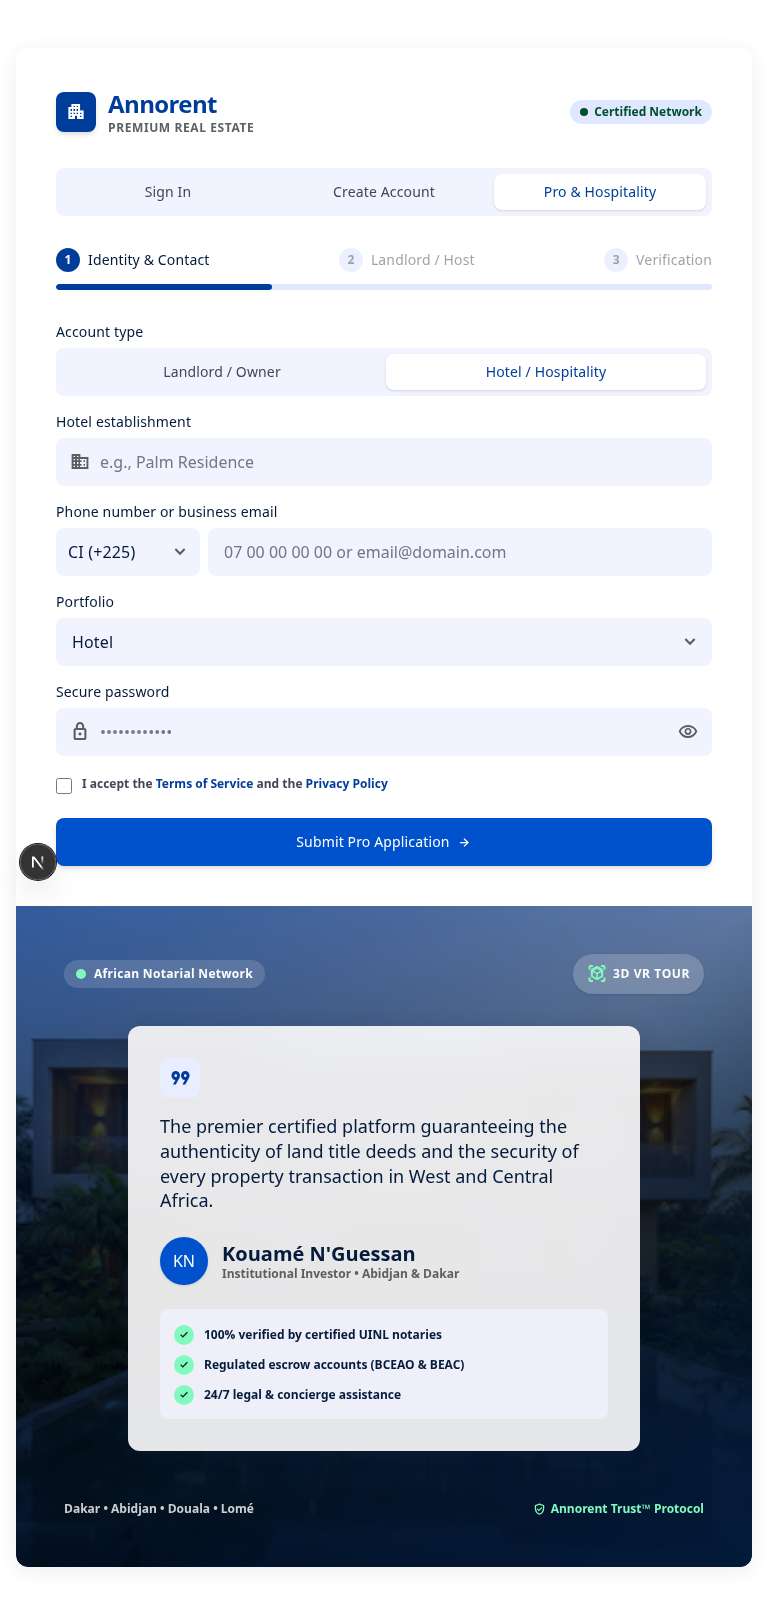 Annorent
PREMIUM REAL ESTATE
Certified Network
Sign In
Create Account
Pro & Hospitality
1 Identity & Contact
2 Landlord / Host
3 Verification
Account type
Landlord / Owner
Hotel / Hospitality
Hotel establishment
e.g., Palm Residence
Phone number or business email
CI (+225)
07 00 00 00 00 or email@domain.com
Portfolio
Hotel
Secure password
••••••••••••
I accept the Terms of Service and the Privacy Policy
Submit Pro Application →
N
African Notarial Network
3D VR TOUR
The premier certified platform guaranteeing the
authenticity of land title deeds and the security of
every property transaction in West and Central
Africa.
KN
Kouamé N'Guessan
Institutional Investor • Abidjan & Dakar
100% verified by certified UINL notaries
Regulated escrow accounts (BCEAO & BEAC)
24/7 legal & concierge assistance
Dakar • Abidjan • Douala • Lomé
Annorent Trust™ Protocol